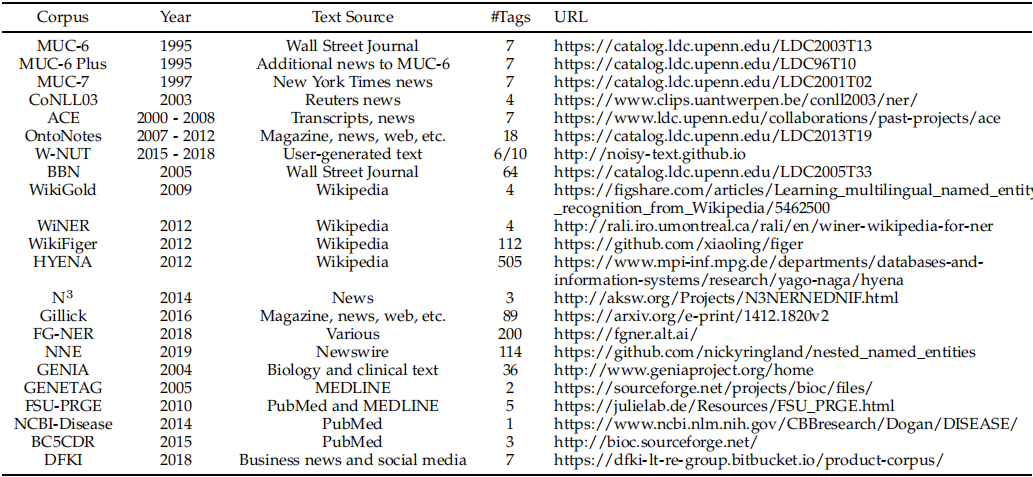 Corpus Year Text Source #Tags URL
MUC-6 1995 Wall Street Journal 7 https://catalog.ldc.upenn.edu/LDC2003T13
MUC-6 Plus 1995 Additional news to MUC-6 7 https://catalog.ldc.upenn.edu/LDC96T10
MUC-7 1997 New York Times news 7 https://catalog.ldc.upenn.edu/LDC2001T02
CoNLL03 2003 Reuters news 4 https://www.clips.uantwerpen.be/conll2003/ner/
ACE 2000 - 2008 Transcripts, news 7 https://www.ldc.upenn.edu/collaborations/past-projects/ace
OntoNotes 2007 - 2012 Magazine, news, web, etc. 18 https://catalog.ldc.upenn.edu/LDC2013T19
W-NUT 2015 - 2018 User-generated text 6/10 http://noisy-text.github.io
BBN 2005 Wall Street Journal 64 https://catalog.ldc.upenn.edu/LDC2005T33
WikiGold 2009 Wikipedia 4 https://figshare.com/articles/Learning_multilingual_named_entity
_recognition_from_Wikipedia/5462500
WiNER 2012 Wikipedia 4 http://rali.iro.umontreal.ca/rali/en/winer-wikipedia-for-ner
WikiFiger 2012 Wikipedia 112 https://github.com/xiaoling/figer
HYENA 2012 Wikipedia 505 https://www.mpi-inf.mpg.de/departments/databases-and-
information-systems/research/yago-naga/hyena
N³ 2014 News 3 http://aksw.org/Projects/N3NERNEDNIF.html
Gillick 2016 Magazine, news, web, etc. 89 https://arxiv.org/e-print/1412.1820v2
FG-NER 2018 Various 200 https://fgner.alt.ai/
NNE 2019 Newswire 114 https://github.com/nickyringland/nested_named_entities
GENIA 2004 Biology and clinical text 36 http://www.geniaproject.org/home
GENETAG 2005 MEDLINE 2 https://sourceforge.net/projects/bioc/files/
FSU-PRGE 2010 PubMed and MEDLINE 5 https://julielab.de/Resources/FSU_PRGE.html
NCBI-Disease 2014 PubMed 1 https://www.ncbi.nlm.nih.gov/CBBresearch/Dogan/DISEASE/
BC5CDR 2015 PubMed 3 http://bioc.sourceforge.net/
DFKI 2018 Business news and social media 7 https://dfki-lt-re-group.bitbucket.io/product-corpus/